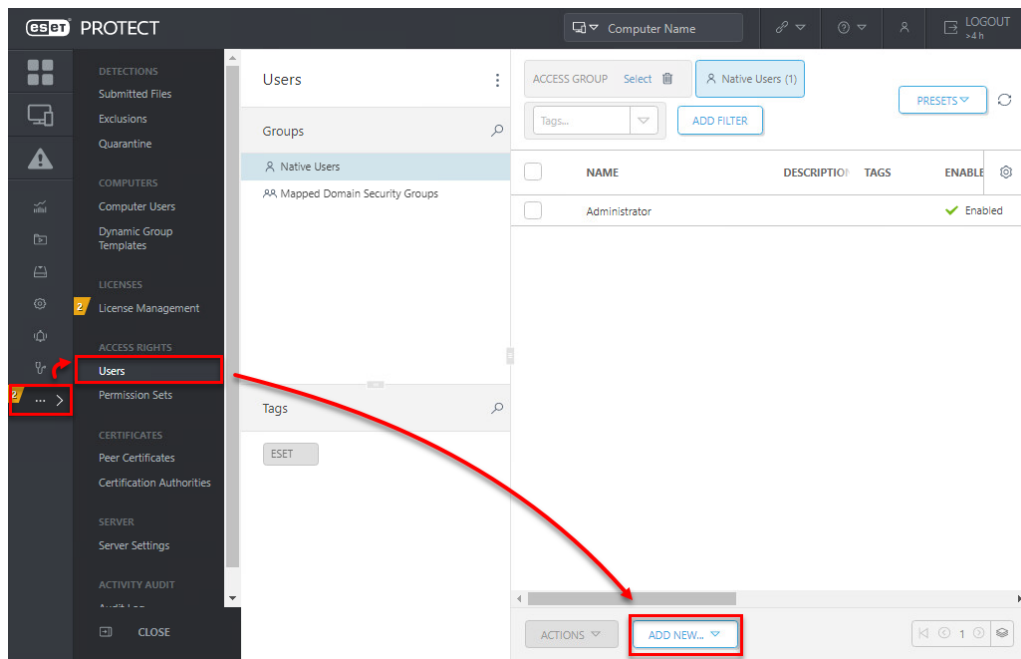 eset PROTECT
Computer Name
LOGOUT
>4 h
DETECTIONS
Submitted Files
Exclusions
Quarantine
COMPUTERS
Computer Users
Dynamic Group
Templates
LICENSES
2 License Management
ACCESS RIGHTS
Users
2 ...
Permission Sets
CERTIFICATES
Peer Certificates
Certification Authorities
SERVER
Server Settings
ACTIVITY AUDIT
Audit Log
CLOSE
Users
Groups
Native Users
Mapped Domain Security Groups
Tags
ESET
ACCESS GROUP Select
Native Users (1)
Tags...
ADD FILTER
PRESETS
NAME DESCRIPTION TAGS ENABLE
Administrator Enabled
ACTIONS
ADD NEW...
1